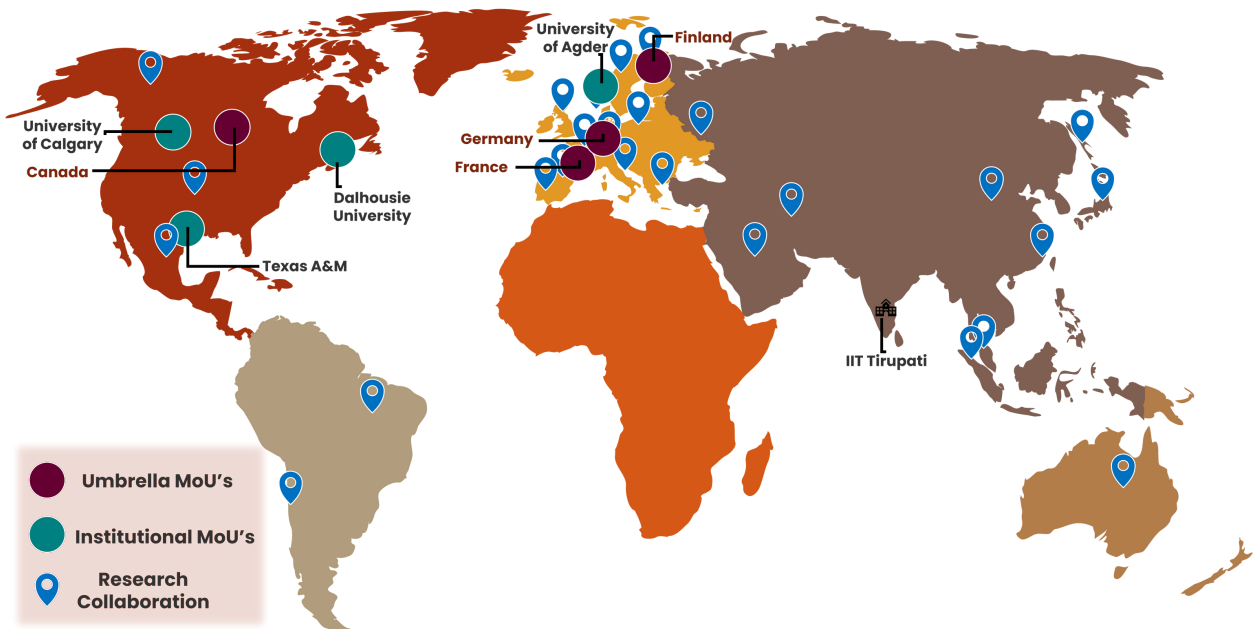 University
of Agder
Finland
University
of Calgary
Canada
Germany
France
Dalhousie
University
Texas A&M
IIT Tirupati
Umbrella MoU's
Institutional MoU's
Research
Collaboration